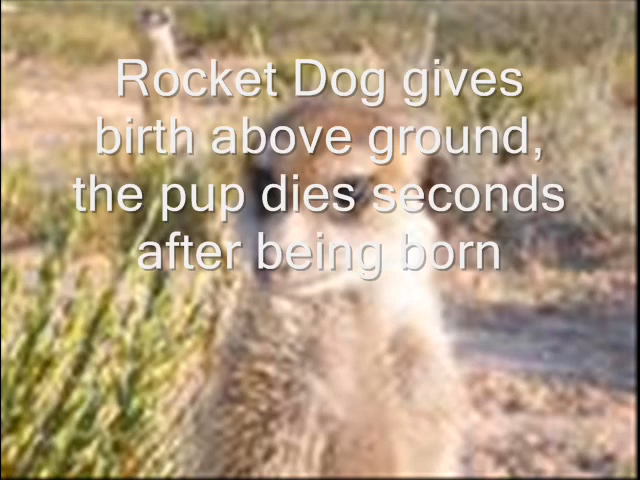 Rocket Dog gives
birth above ground,
the pup dies seconds
after being born